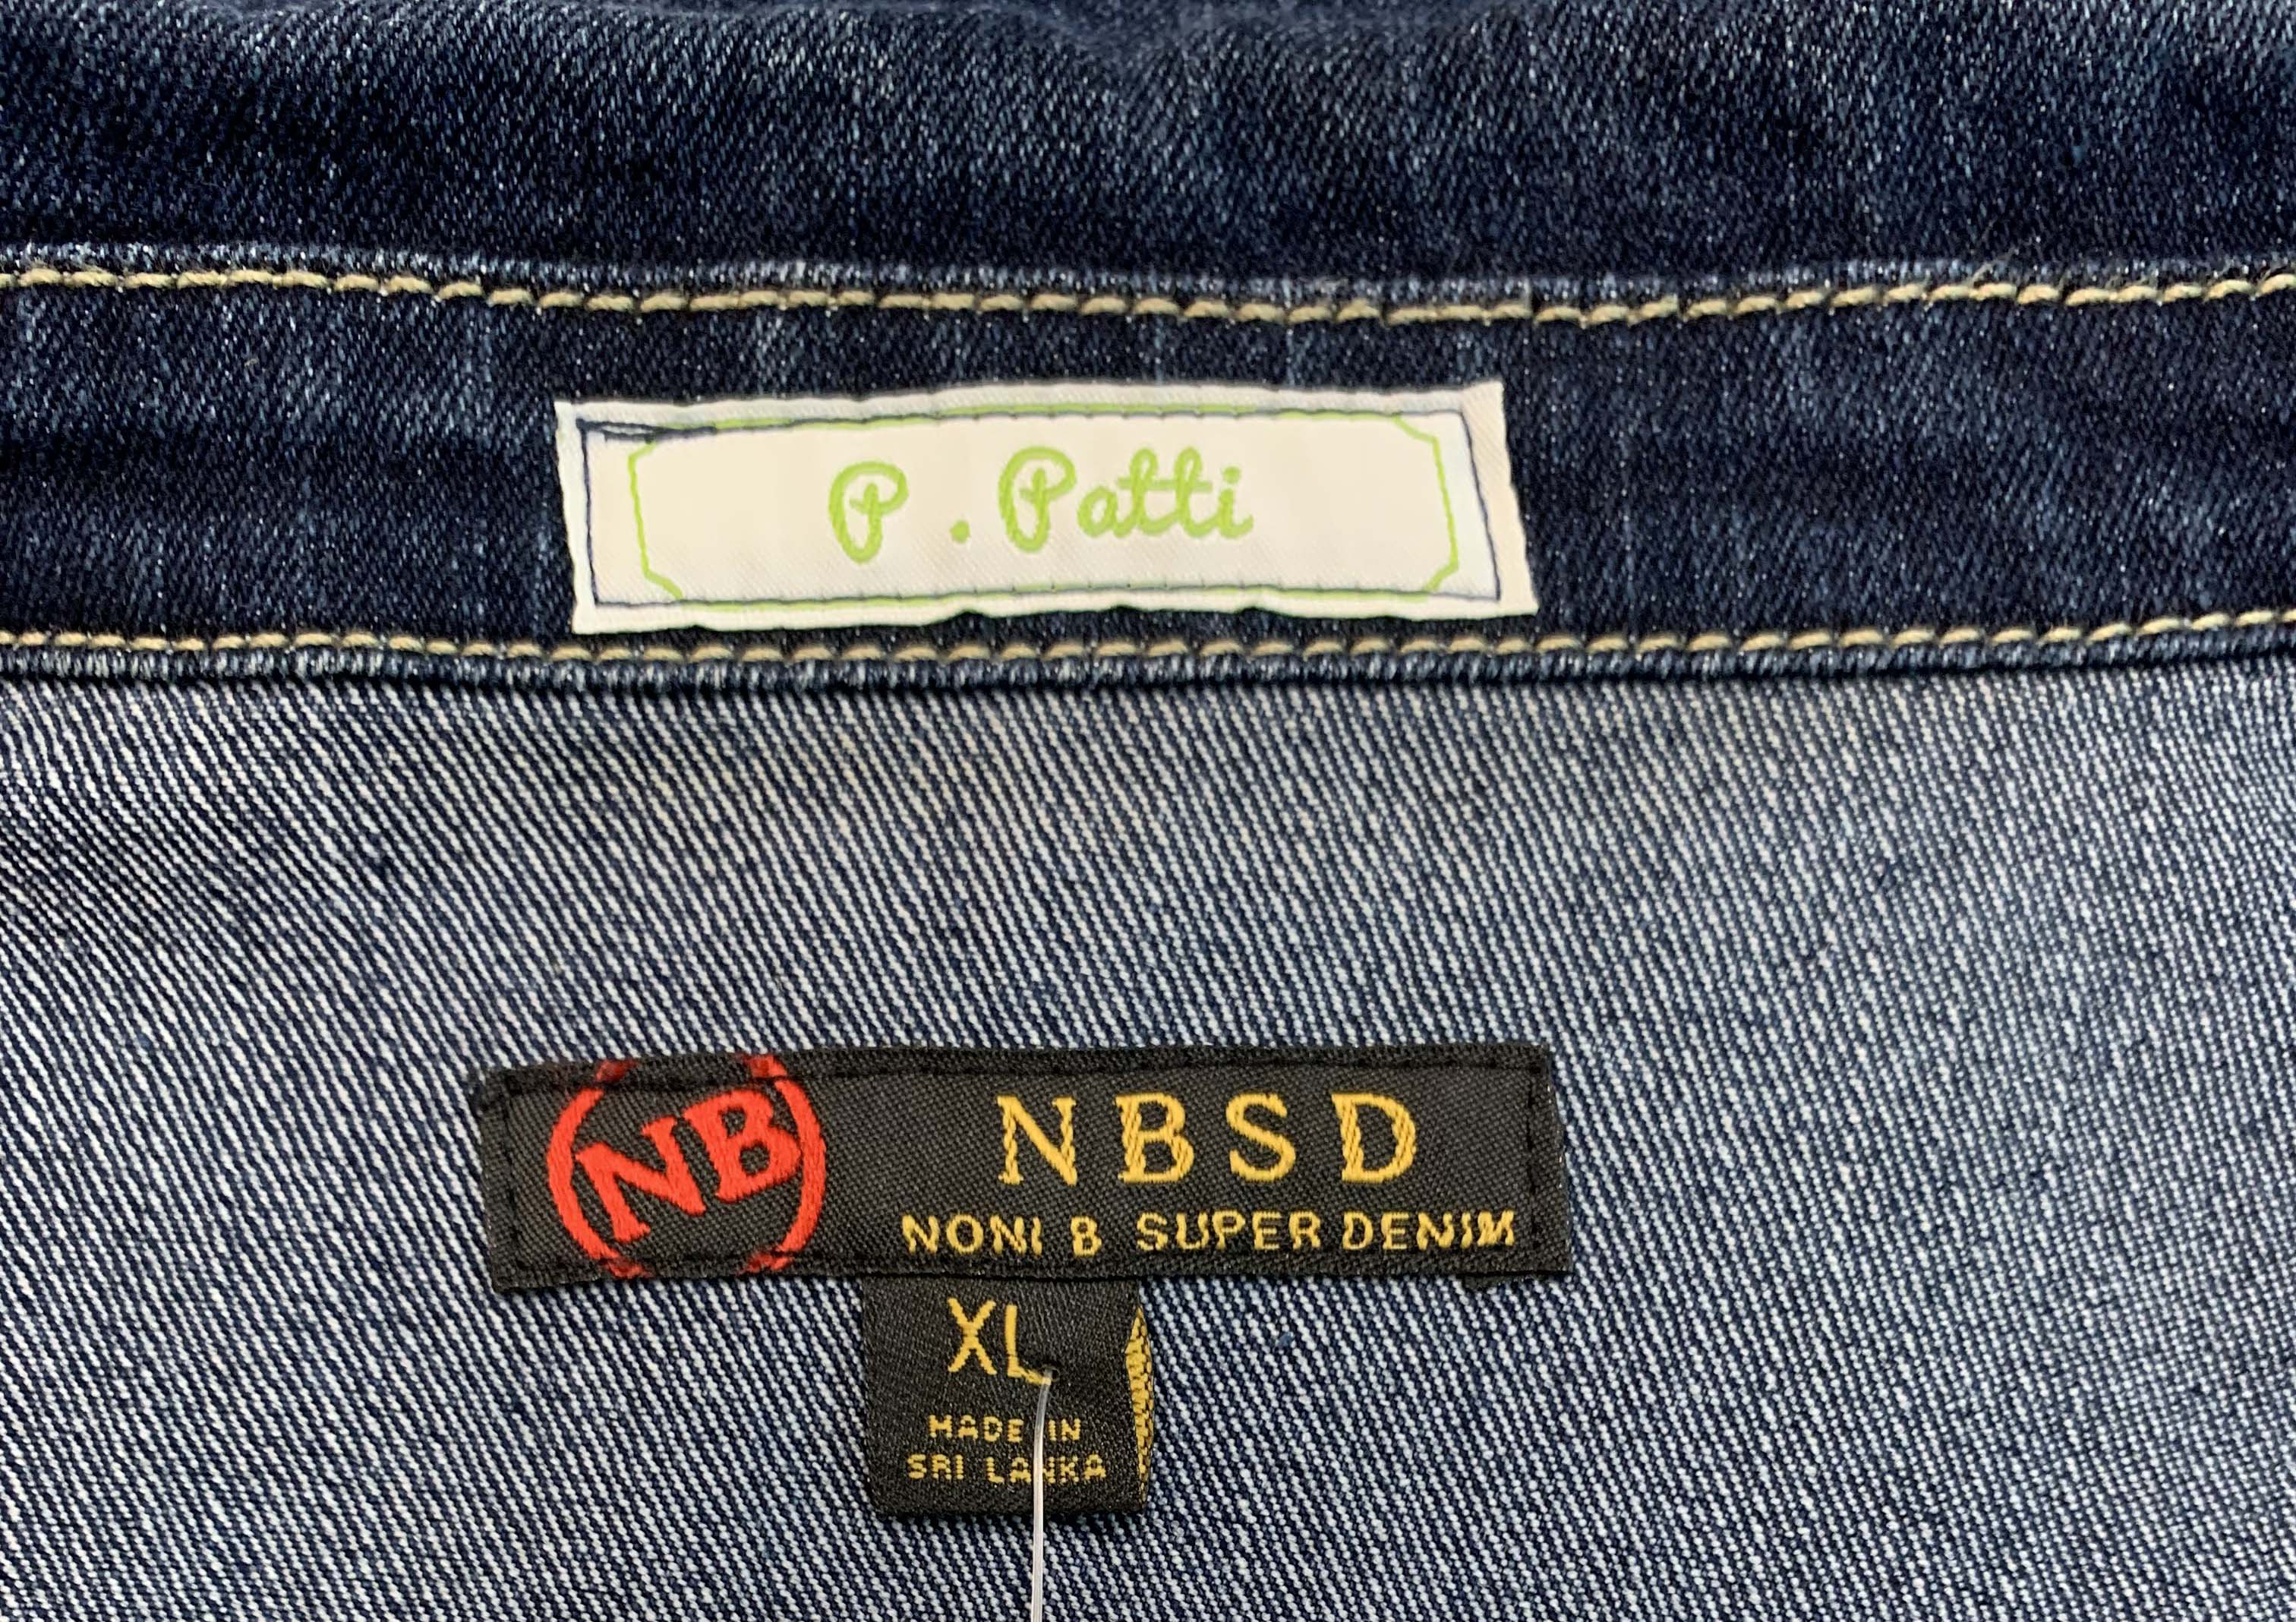 P. Patti
NB NBSD
NONI B SUPER DENIM
XL
MADE IN
SRI LANKA